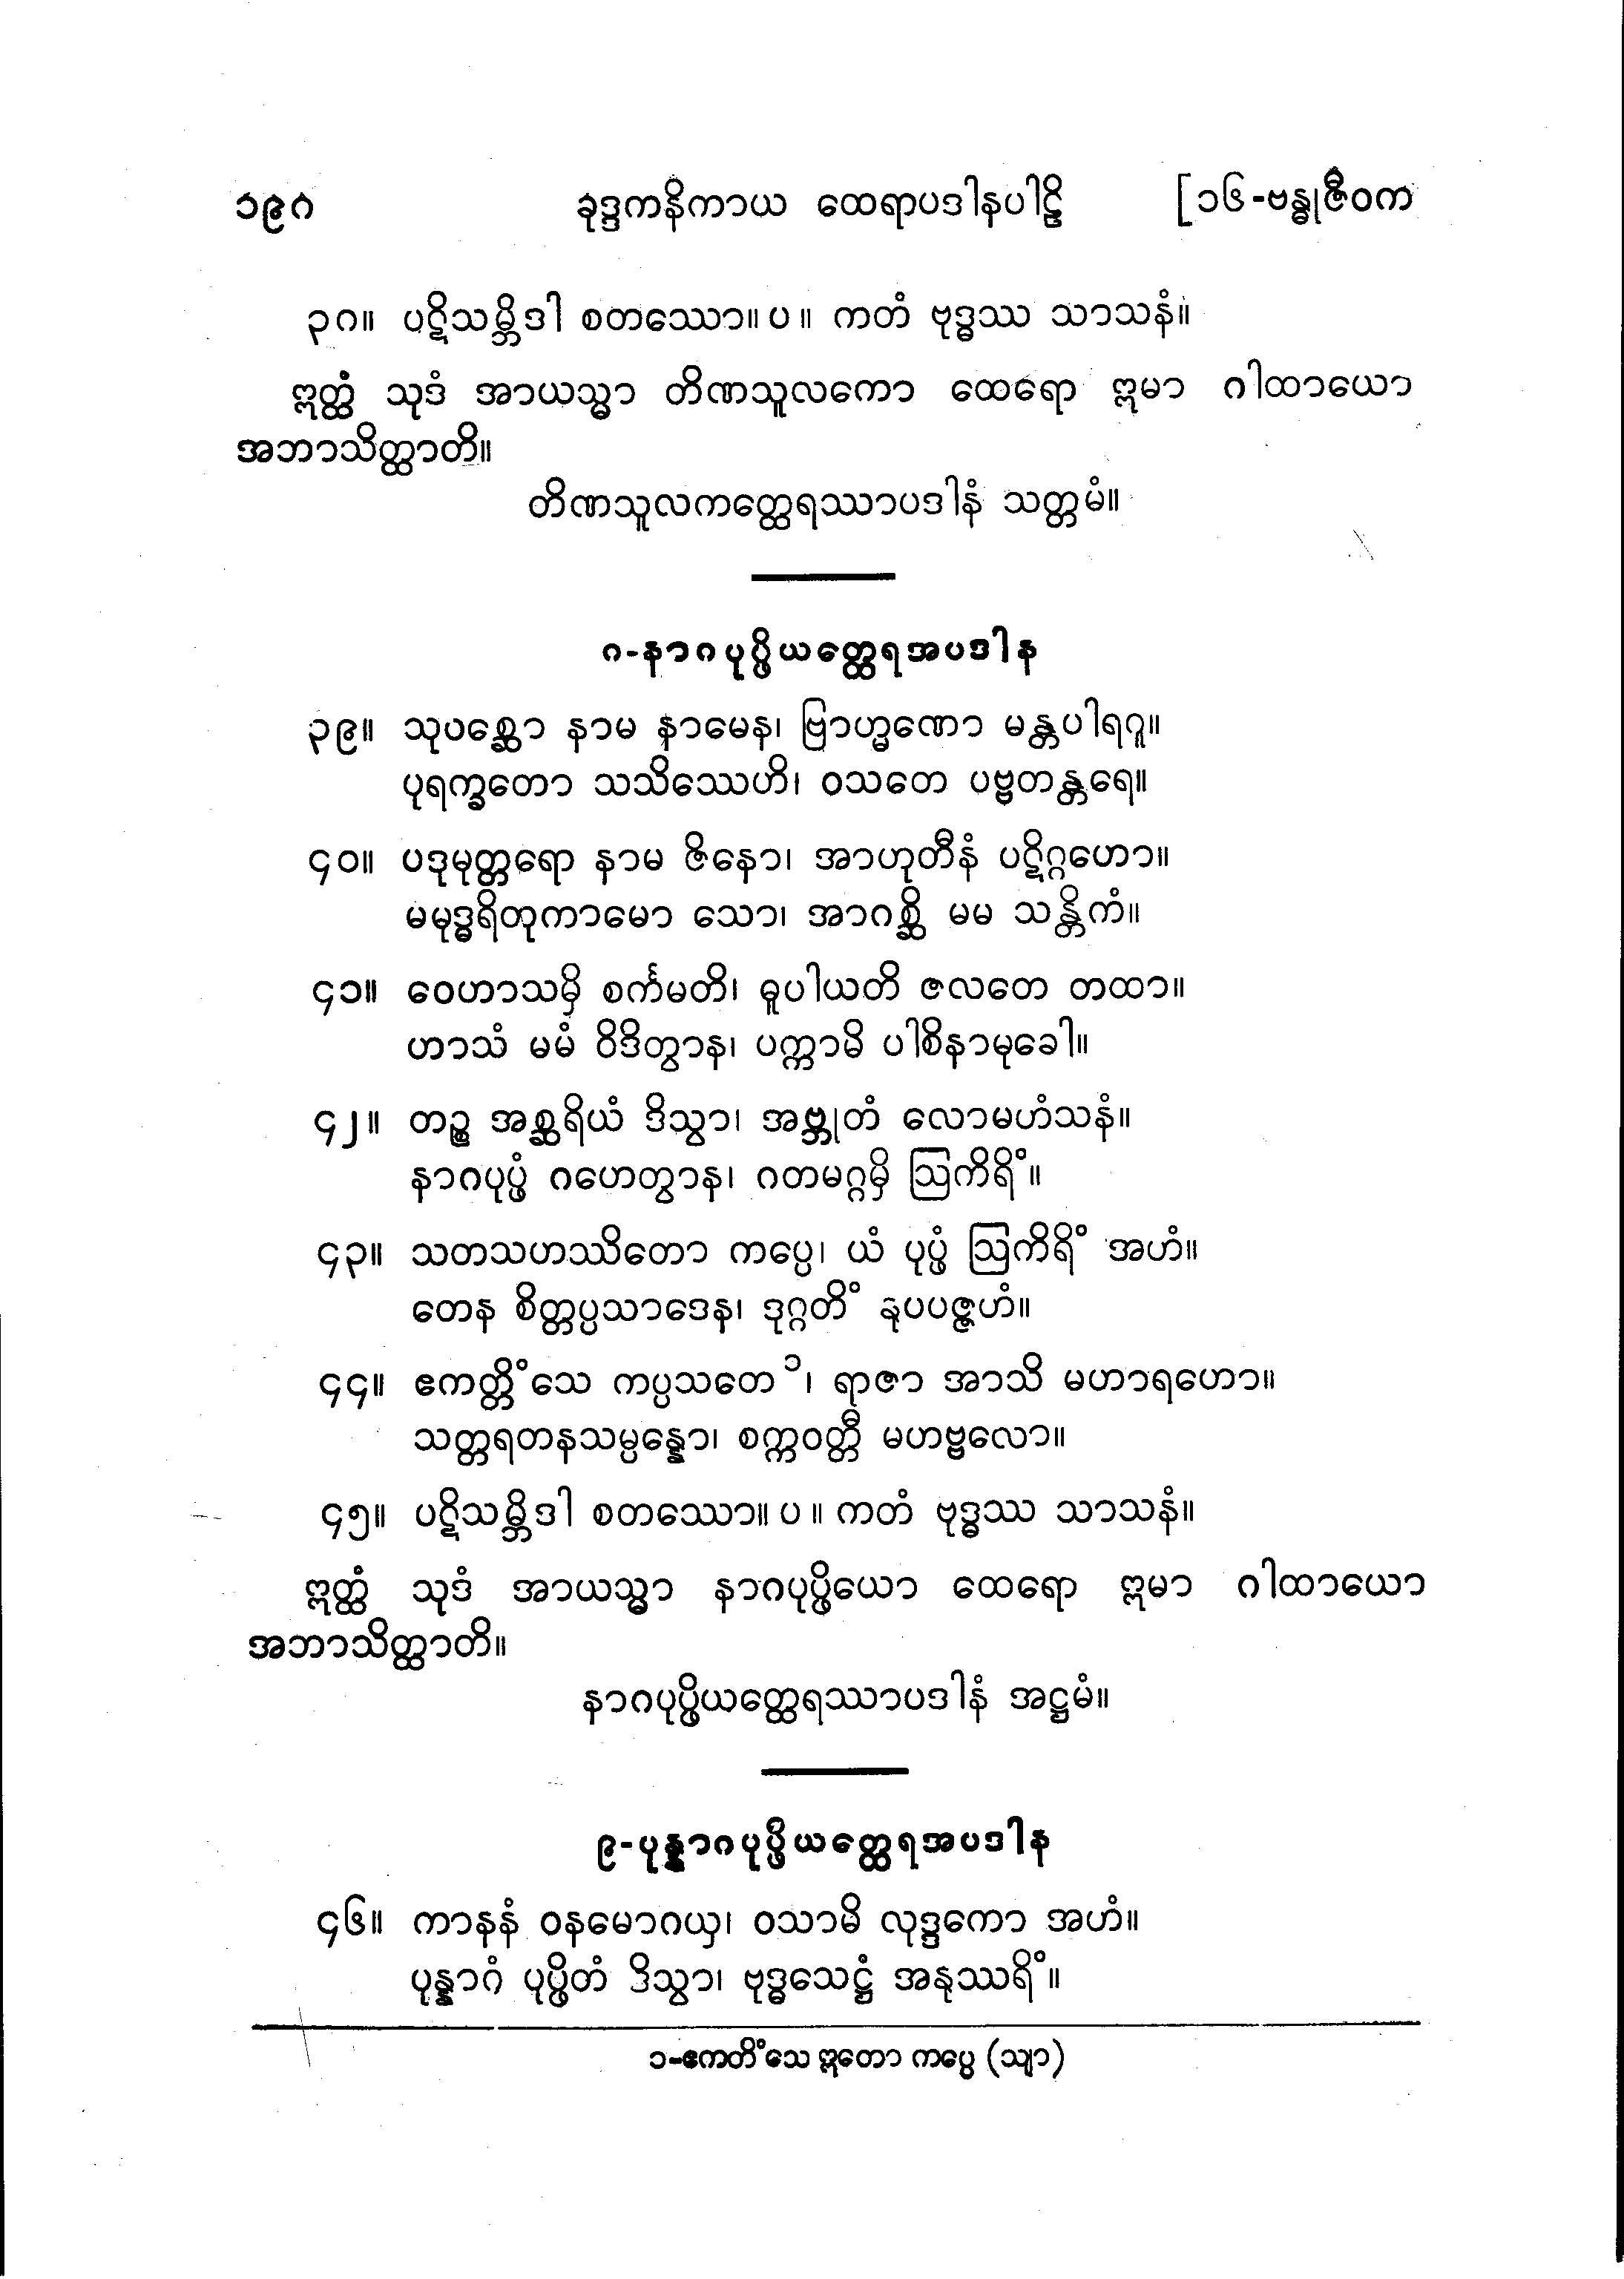 ၁၉၈ ခုဒ္ဒကနိကာယ ထေရာပဒါနပါဠိ [၁၆-ဗန္ဓုဇီဝက
၃၈။ ပဋိသမ္ဘိဒါ စတဿော။ ပ ။ ကတံ ဗုဒ္ဓဿ သာသနံ။
ဣတ္ထံ သုဒံ အာယသ္မာ တိဏသူလကော ထေရော ဣမာ ဂါထာယော
အဘာသိတ္ထာတိ။
တိဏသူလကတ္ထေရဿာပဒါနံ သတ္တမံ။
၈-နာဂပုပ္ဖိယတ္ထေရအပဒါန
၃၉။ သုဝစ္ဆော နာမ နာမေန၊ ဗြာဟ္မဏော မန္တပါရဂူ။
ပုရက္ခတော သသိဿေဟိ၊ ဝသတေ ပဗ္ဗတန္တရေ။
၄၀။ ပဒုမုတ္တရော နာမ ဇိနော၊ အာဟုတီနံ ပဋိဂ္ဂဟော။
မမုဒ္ဓရိတုကာမော သော၊ အာဂစ္ဆိ မမ သန္တိကံ။
၄၁။ ဝေဟာသမှိ စင်္ကမတိ၊ ဓူပါယတိ ဇလတေ တထာ။
ဟာသံ မမံ ဝိဒိတွာန၊ ပက္ကာမိ ပါစိနာမုခေါ။
၄၂။ တဉ္စ အစ္ဆရိယံ ဒိသွာ၊ အဗ္ဘုတံ လောမဟံသနံ။
နာဂပုပ္ဖံ ဂဟေတွာန၊ ဂတမဂ္ဂမှိ ဩကိရိံ။
၄၃။ သတသဟဿိတော ကပ္ပေ၊ ယံ ပုပ္ဖံ ဩကိရိံ အဟံ။
တေန စိတ္တပ္ပသာဒေန၊ ဒုဂ္ဂတိံ နုပပဇ္ဇဟံ။
၄၄။ ဧကတ္တိံသေ ကပ္ပသတေ ၁၊ ရာဇာ အာသိ မဟာရဟော။
သတ္တရတနသမ္ပန္နော၊ စက္ကဝတ္တီ မဟဗ္ဗလော။
၄၅။ ပဋိသမ္ဘိဒါ စတဿော။ ပ ။ ကတံ ဗုဒ္ဓဿ သာသနံ။
ဣတ္ထံ သုဒံ အာယသ္မာ နာဂပုပ္ဖိယော ထေရော ဣမာ ဂါထာယော
အဘာသိတ္ထာတိ။
နာဂပုပ္ဖိယတ္ထေရဿာပဒါနံ အဋ္ဌမံ။
၉-ပုန္နာဂပုပ္ဖိယတ္ထေရအပဒါန
၄၆။ ကာနနံ ဝနမောဂယှ၊ ဝသာမိ လုဒ္ဒကော အဟံ။
ပုန္နာဂံ ပုပ္ဖိတံ ဒိသွာ၊ ဗုဒ္ဓသေဋ္ဌံ အနုဿရိံ။
၁-ဧကတိံသေ ဣတော ကပ္ပေ (သျာ)